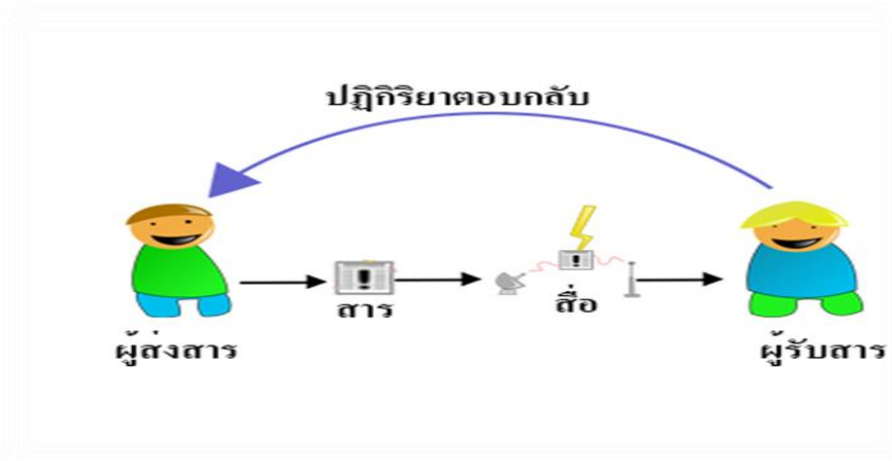 ปฏิกิริยาตอบกลับ
สาร
สื่อ
ผู้ส่งสาร
ผู้รับสาร